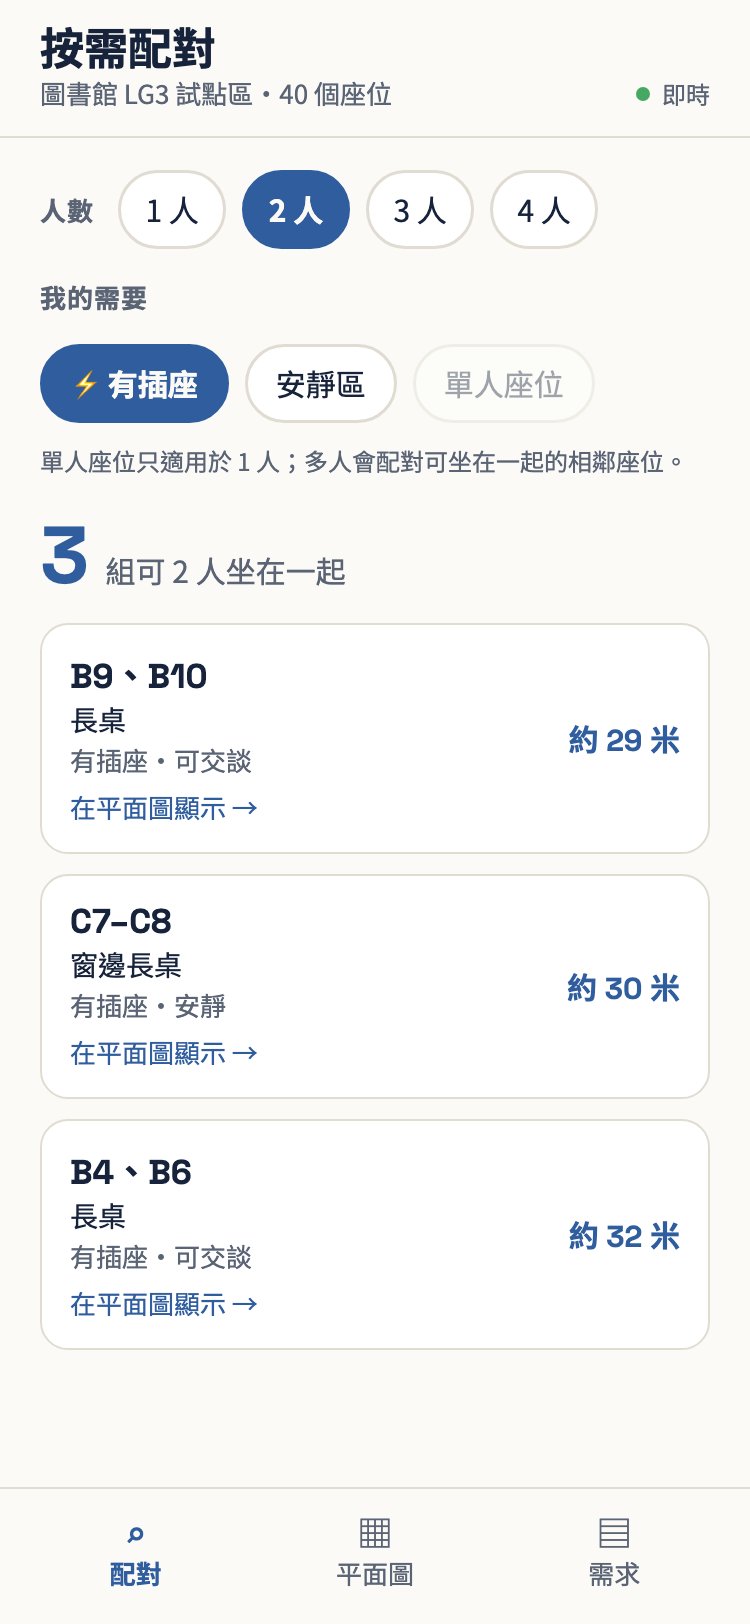 按需配對
圖書館 LG3 試點區・40 個座位
即時
人數
1 人
2 人
3 人
4 人
我的需要
⚡ 有插座
安靜區
單人座位
單人座位只適用於 1 人；多人會配對可坐在一起的相鄰座位。
3 組可 2 人坐在一起
B9、B10
長桌
有插座・可交談
在平面圖顯示 →
約 29 米
C7–C8
窗邊長桌
有插座・安靜
在平面圖顯示 →
約 30 米
B4、B6
長桌
有插座・可交談
在平面圖顯示 →
約 32 米
配對
平面圖
需求